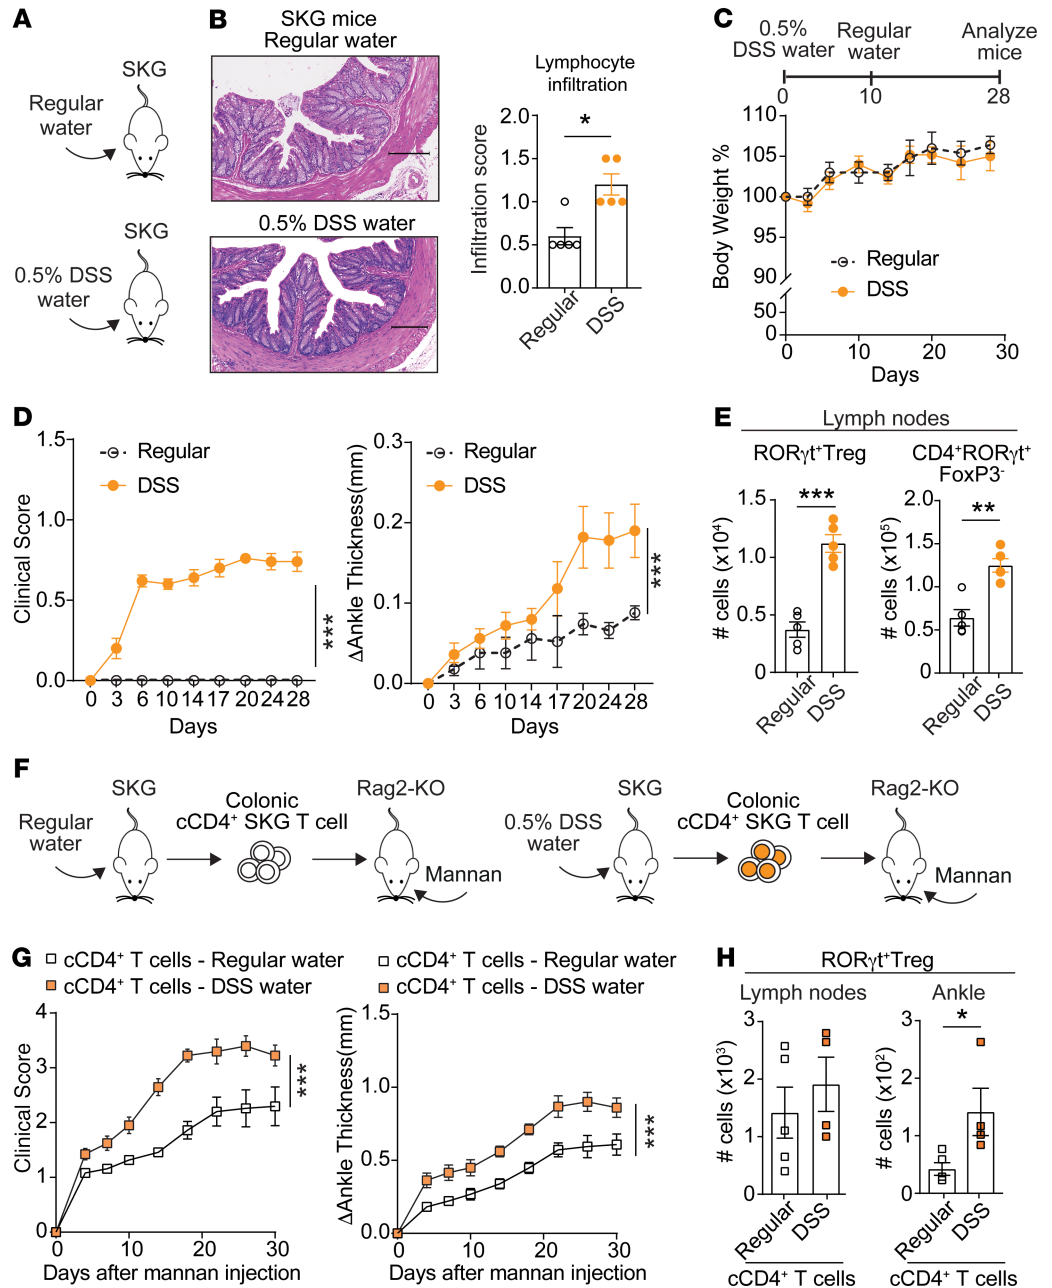 A
SKG
Regular
water
SKG
0.5% DSS
water
B
SKG mice
Regular water
0.5% DSS water
Lymphocyte
infiltration
Infiltration score
2.0
1.5
1.0
0.5
0.0
*
Regular
DSS
C
0.5%
DSS water
Regular
water
Analyze
mice
0
10
28
Body Weight %
110
105
100
95
90
50
0
Regular
DSS
0
10
20
30
Days
D
Clinical Score
1.5
1.0
0.5
0.0
Regular
DSS
***
0 3 6 10 14 17 20 24 28
Days
ΔAnkle Thickness(mm)
0.3
0.2
0.1
0.0
Regular
DSS
***
0 3 6 10 14 17 20 24 28
Days
E
Lymph nodes
RORγt⁺Treg
# cells (x10⁴)
1.5
1.0
0.5
0
***
Regular
DSS
CD4⁺RORγt⁺
FoxP3⁻
# cells (x10⁵)
2.0
1.5
1.0
0.5
0
**
Regular
DSS
F
SKG
Regular
water
Colonic
cCD4⁺ SKG T cell
Rag2-KO
Mannan
SKG
0.5% DSS
water
Colonic
cCD4⁺ SKG T cell
Rag2-KO
Mannan
G
cCD4⁺ T cells - Regular water
cCD4⁺ T cells - DSS water
Clinical Score
4
3
2
1
0
***
0 10 20 30
Days after mannan injection
cCD4⁺ T cells - Regular water
cCD4⁺ T cells - DSS water
ΔAnkle Thickness(mm)
1.5
1.0
0.5
0.0
***
0 10 20 30
Days after mannan injection
H
RORγt⁺Treg
Lymph nodes
# cells (x10³)
3
2
1
0
Regular
DSS
cCD4⁺ T cells
Ankle
# cells (x10²)
3
2
1
0
*
Regular
DSS
cCD4⁺ T cells